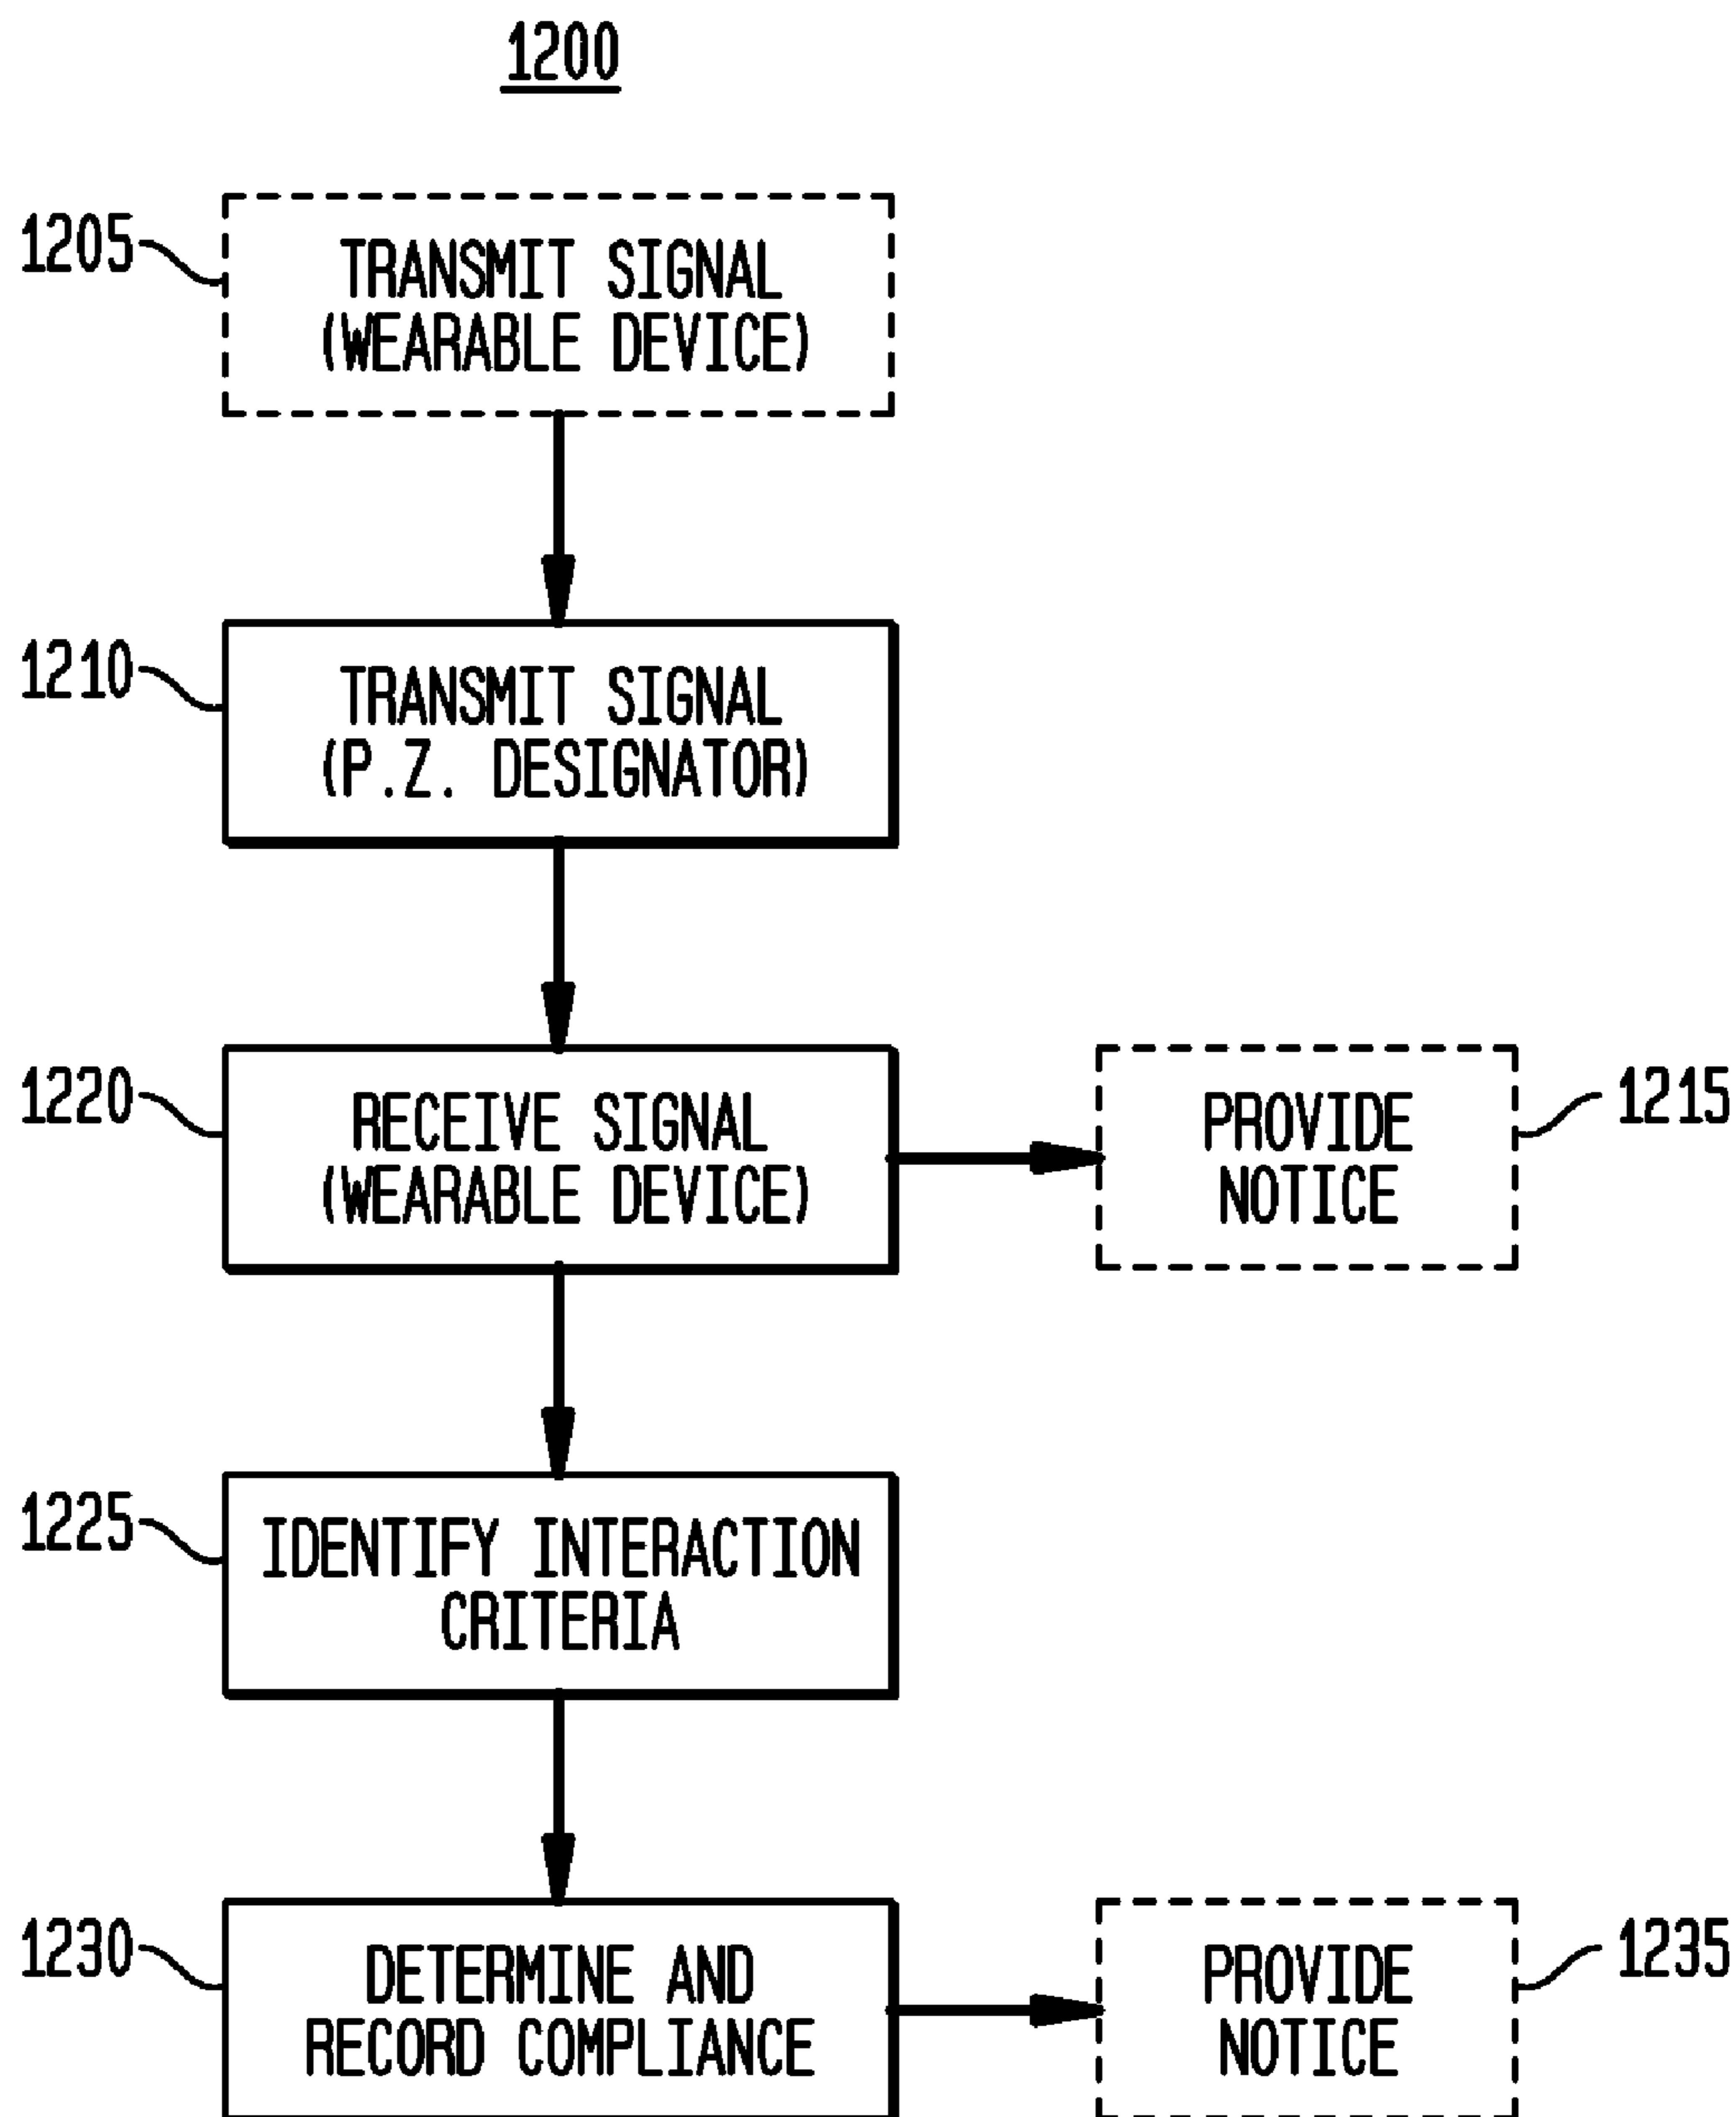 1200
1205
TRANSMIT SIGNAL
(WEARABLE DEVICE)
1210
TRANSMIT SIGNAL
(P.Z. DESIGNATOR)
1220
RECEIVE SIGNAL
(WEARABLE DEVICE)
PROVIDE
NOTICE
1215
1225
IDENTIFY INTERACTION
CRITERIA
1230
DETERMINE AND
RECORD COMPLIANCE
PROVIDE
NOTICE
1235